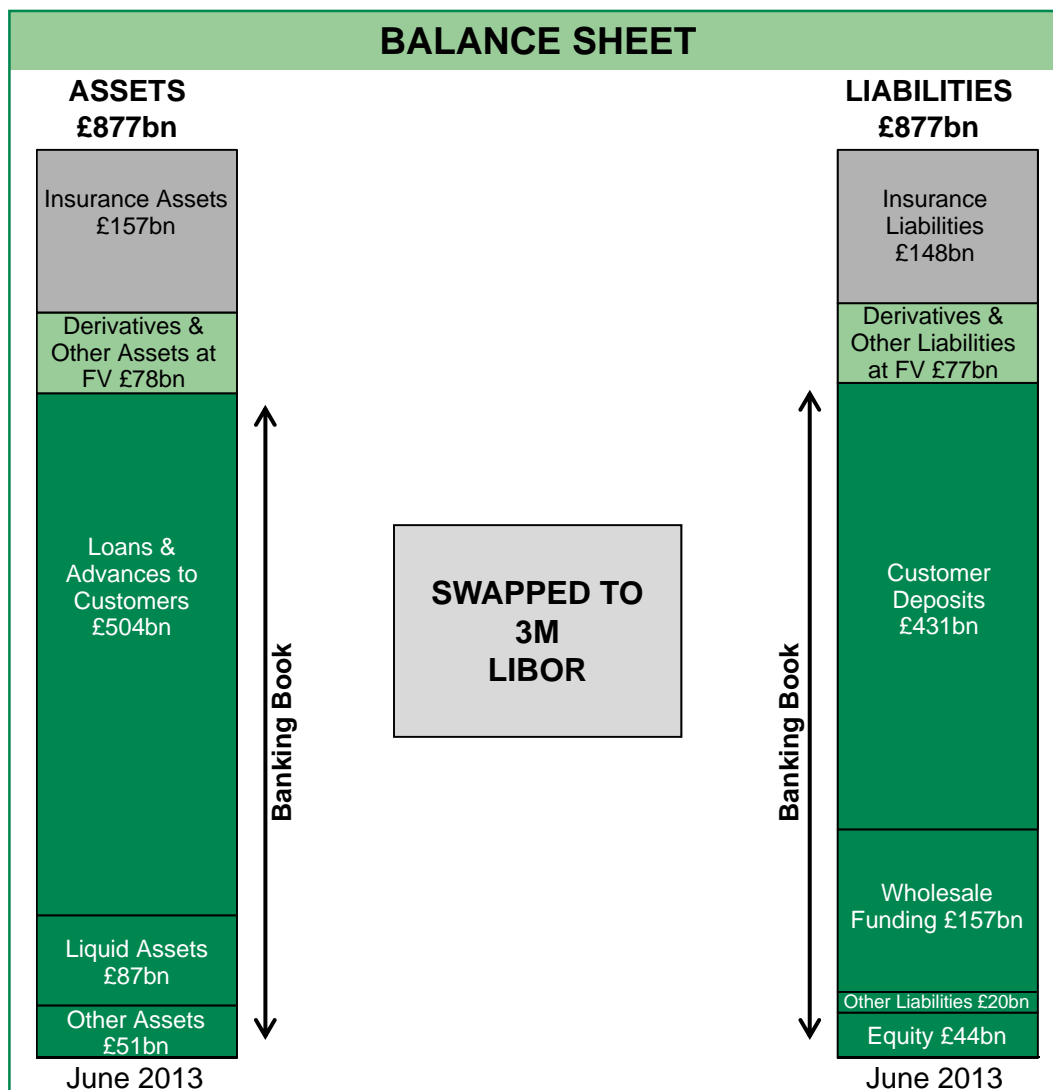 BALANCE SHEET
ASSETS
£877bn
Insurance Assets
£157bn
Derivatives &
Other Assets at
FV £78bn
Loans &
Advances to
Customers
£504bn
Liquid Assets
£87bn
Other Assets
£51bn
June 2013
Banking Book
SWAPPED TO
3M
LIBOR
Banking Book
LIABILITIES
£877bn
Insurance
Liabilities
£148bn
Derivatives &
Other Liabilities
at FV £77bn
Customer
Deposits
£431bn
Wholesale
Funding £157bn
Other Liabilities £20bn
Equity £44bn
June 2013